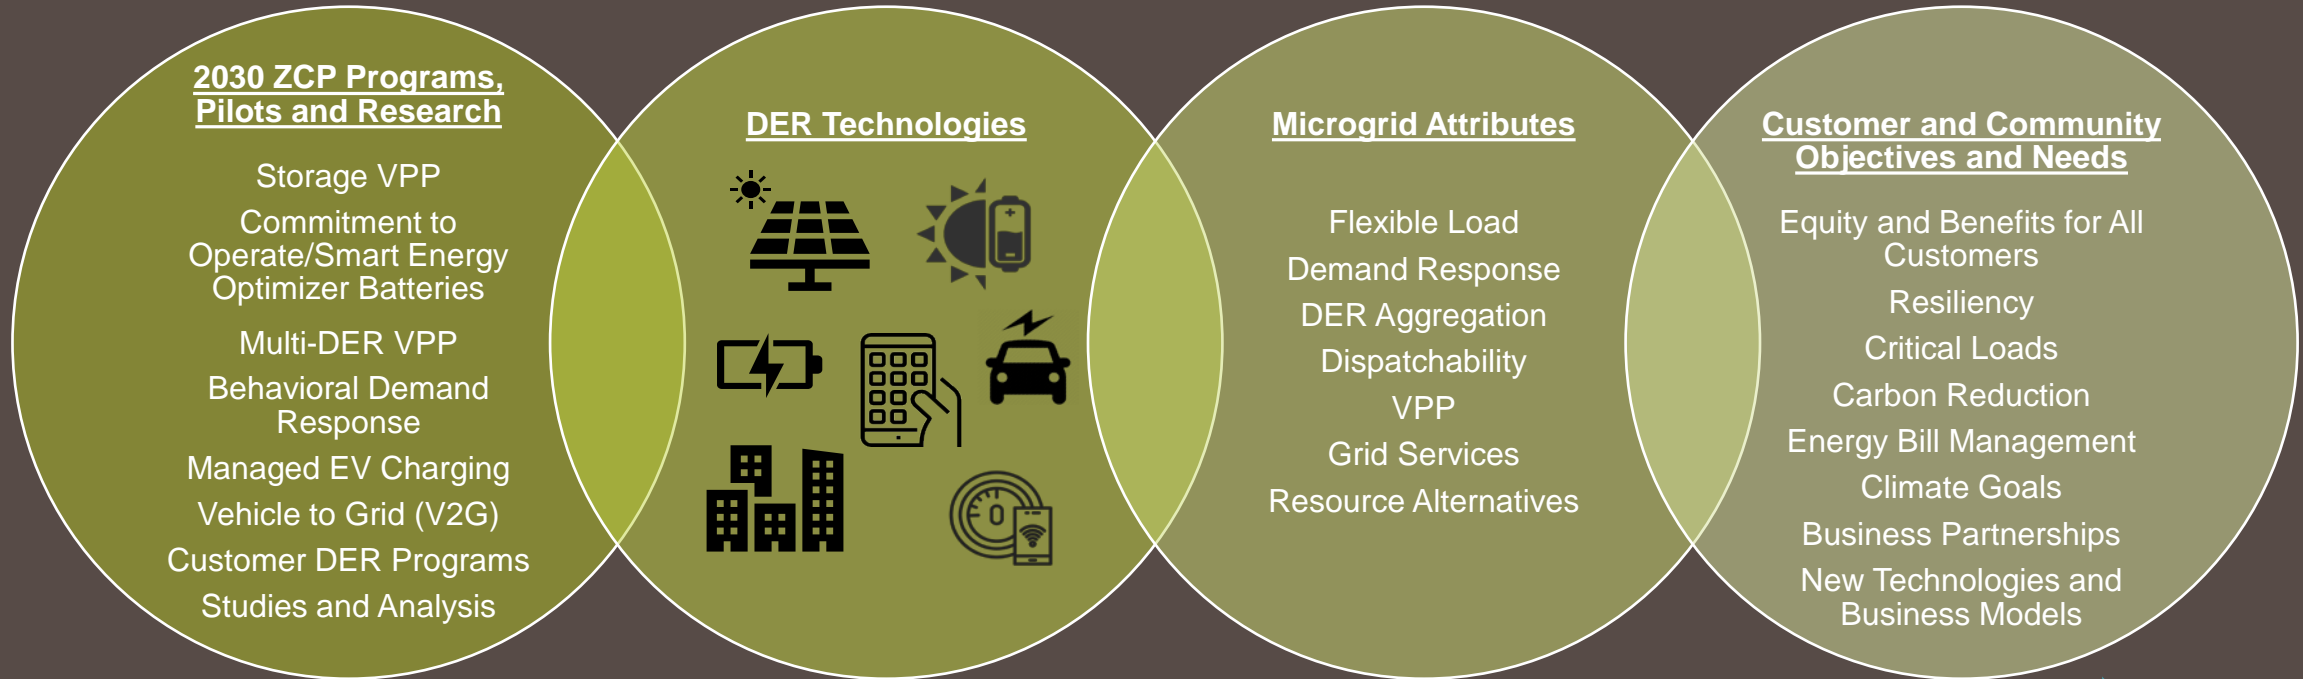 2030 ZCP Programs,
Pilots and Research
Storage VPP
Commitment to
Operate/Smart Energy
Optimizer Batteries
Multi-DER VPP
Behavioral Demand
Response
Managed EV Charging
Vehicle to Grid (V2G)
Customer DER Programs
Studies and Analysis
DER Technologies
Microgrid Attributes
Flexible Load
Demand Response
DER Aggregation
Dispatchability
VPP
Grid Services
Resource Alternatives
Customer and Community
Objectives and Needs
Equity and Benefits for All
Customers
Resiliency
Critical Loads
Carbon Reduction
Energy Bill Management
Climate Goals
Business Partnerships
New Technologies and
Business Models